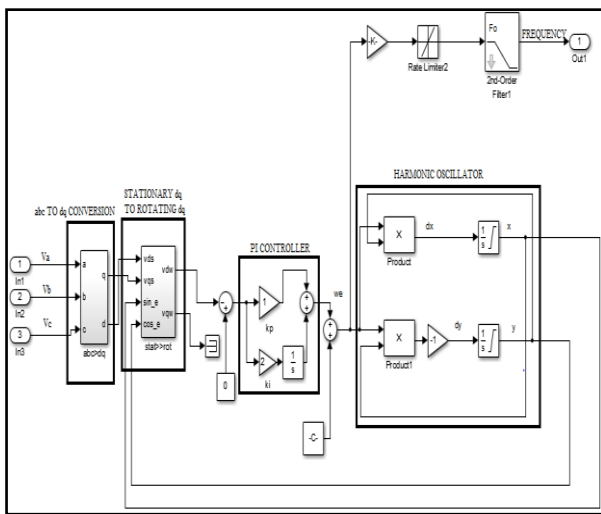 Fo
FREQUENCY
-K-
1
Out1
Rate Limiter2
2nd-Order
Filter1
STATIONARY dq
TO ROTATING dq
HARMONIC OSCILLATOR
abc TO dq CONVERSION
PI CONTROLLER
1
In1
Va
a
q
vds
vdw
2
In2
Vb
b
vqs
sin_e
vqw
3
In3
Vc
c
d
cos_e
abc>dq
stat>>rot
0
1
kp
2
ki
1
s
we
-C-
×
Product
dx
1
s
x
×
Product1
-1
dy
1
s
y